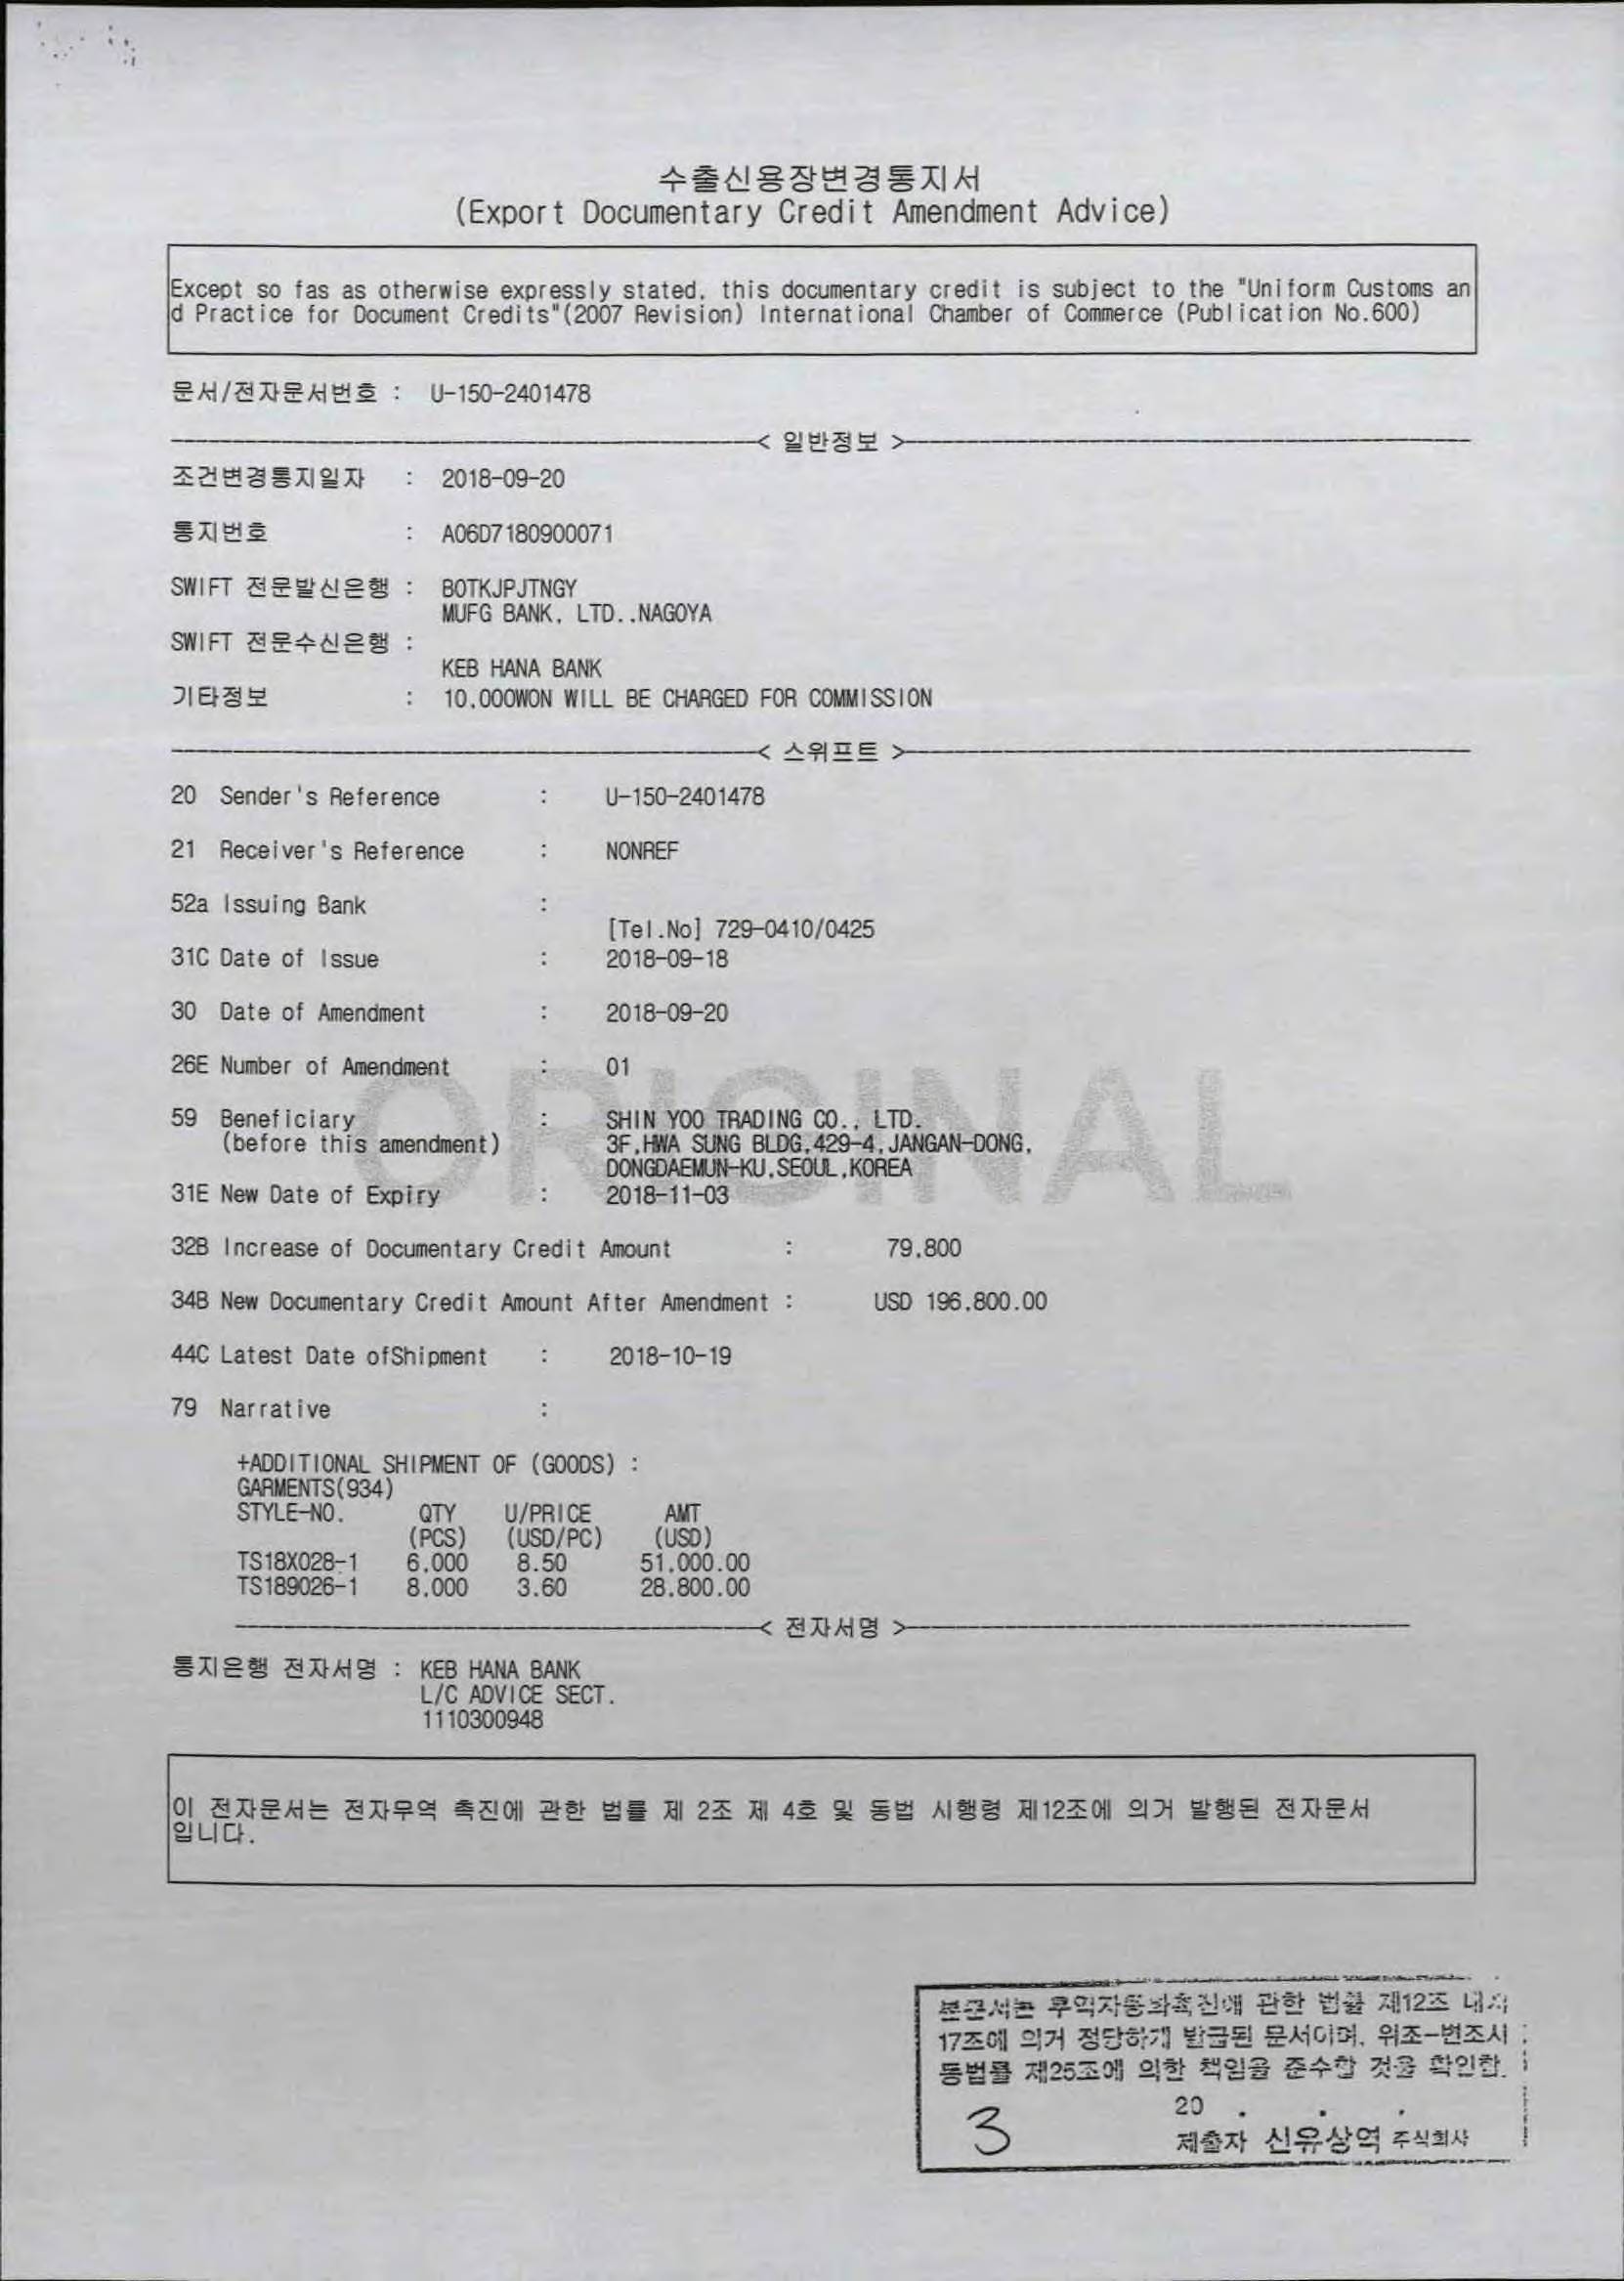 수출신용장변경통지서
(Export Documentary Credit Amendment Advice)
Except so fas as otherwise expressly stated, this documentary credit is subject to the "Uniform Customs an
d Practice for Document Credits"(2007 Revision) International Chamber of Commerce (Publication No.600)
문서/전자문서번호 : U-150-2401478
< 일반정보 >
조건변경통지일자 : 2018-09-20
통지번호 : A06D7180900071
SWIFT 전문발신은행 : BOTKJPJTNGY
MUFG BANK, LTD.,NAGOYA
SWIFT 전문수신은행 :
KEB HANA BANK
기타정보 : 10,000WON WILL BE CHARGED FOR COMMISSION
< 스위프트 >
20 Sender's Reference : U-150-2401478
21 Receiver's Reference : NONREF
52a Issuing Bank :
[Tel.No] 729-0410/0425
31C Date of Issue : 2018-09-18
30 Date of Amendment : 2018-09-20
26E Number of Amendment : 01
ORIGINAL
59 Beneficiary : SHIN YOO TRADING CO., LTD.
(before this amendment) 3F,HWA SUNG BLDG,429-4,JANGAN-DONG,
DONGDAEMUN-KU,SEOUL,KOREA
31E New Date of Expiry : 2018-11-03
32B Increase of Documentary Credit Amount : 79,800
34B New Documentary Credit Amount After Amendment : USD 196,800.00
44C Latest Date ofShipment : 2018-10-19
79 Narrative :
+ADDITIONAL SHIPMENT OF (GOODS) :
GARMENTS(934)
STYLE-NO. QTY U/PRICE AMT
(PCS) (USD/PC) (USD)
TS18X028-1 6,000 8.50 51,000.00
TS189026-1 8,000 3.60 28,800.00
< 전자서명 >
통지은행 전자서명 : KEB HANA BANK
L/C ADVICE SECT.
1110300948
이 전자문서는 전자무역 촉진에 관한 법률 제 2조 제 4호 및 동법 시행령 제12조에 의거 발행된 전자문서
입니다.
본문서는 무역자동화촉진에 관한 법률 제12조 내지
17조에 의거 정당하게 발급된 문서이며, 위조-변조시
동법률 제25조에 의한 책임을 준수할 것을 확인함.
20 . . .
3 제출자 신유상역 주식회사